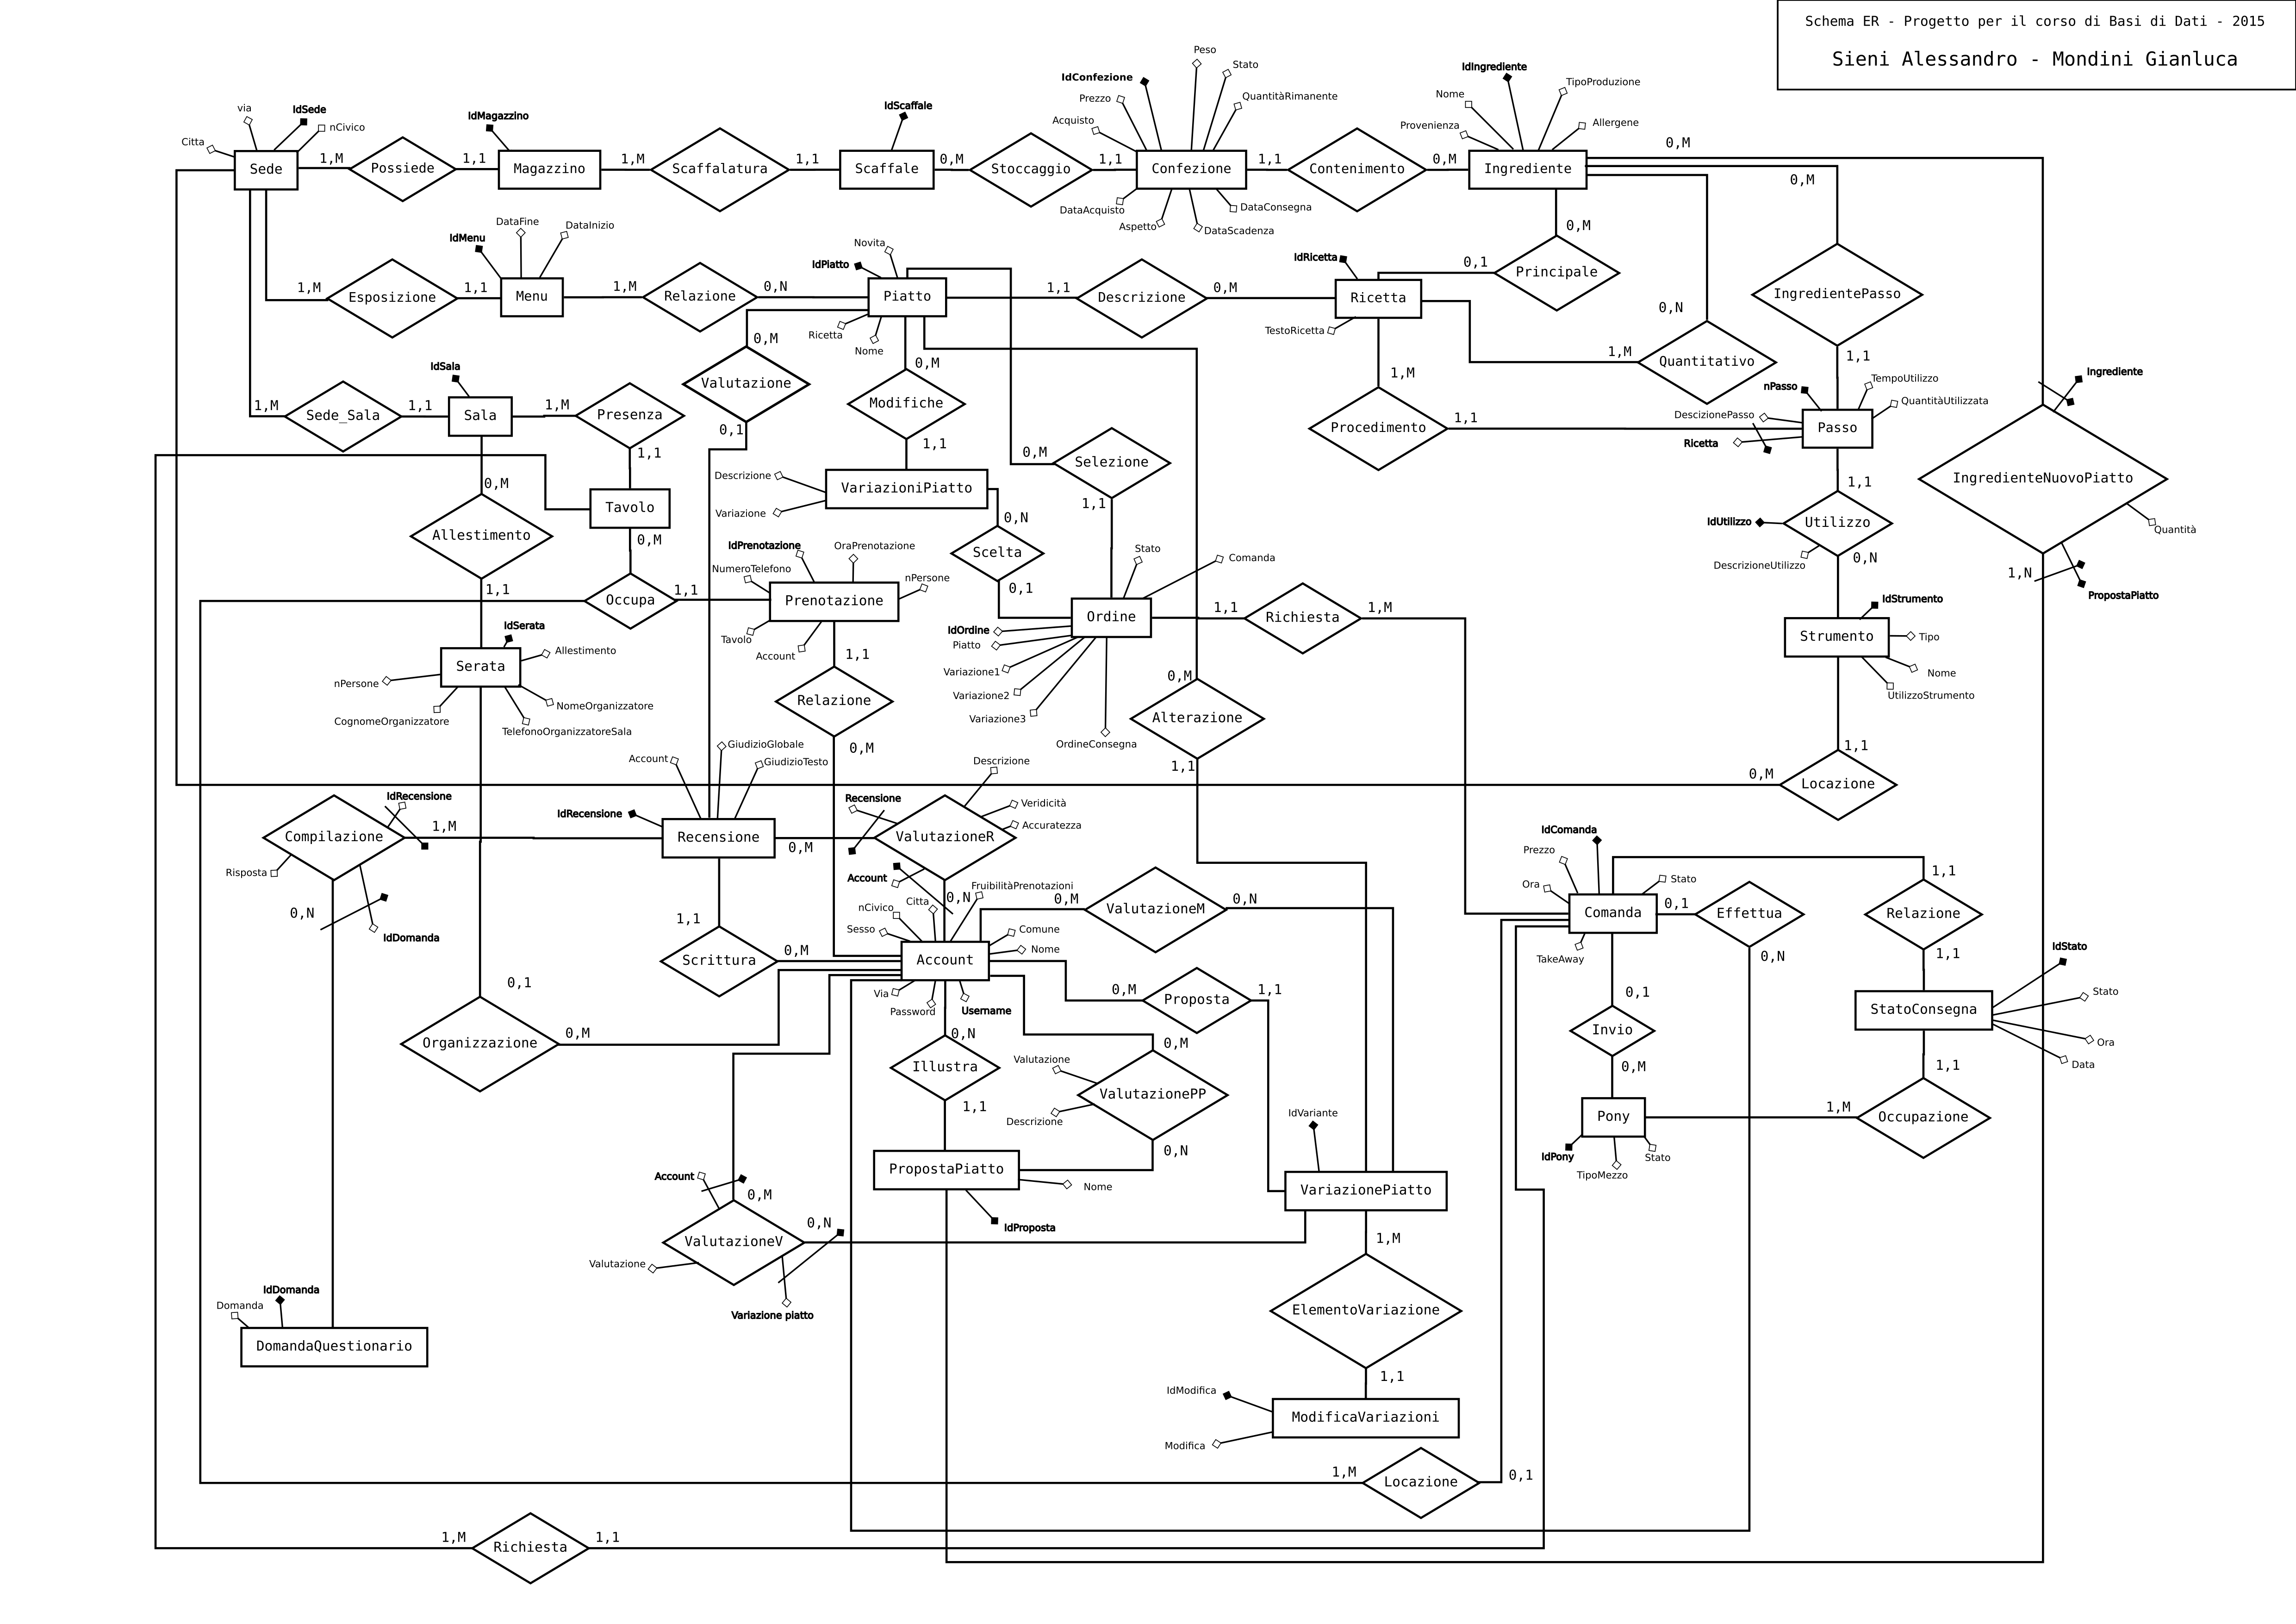 Schema ER - Progetto per il corso di Basi di Dati - 2015
Sieni Alessandro - Mondini Gianluca
Peso
Stato
IdConfezione
IdIngrediente
TipoProduzione
Nome
Prezzo
QuantitàRimanente
via
IdSede
IdScaffale
Acquisto
IdMagazzino
Provenienza
Allergene
nCivico
Citta
0,M
Sede
1,M
Possiede
1,1
Magazzino
1,M
Scaffalatura
1,1
Scaffale
0,M
Stoccaggio
1,1
Confezione
1,1
Contenimento
0,M
Ingrediente
0,M
DataAcquisto
DataConsegna
Aspetto
DataScadenza
DataFine
DataInizio
IdMenu
Novita
IdPiatto
IdRicetta
0,M
0,1
Principale
1,M
Esposizione
1,1
Menu
1,M
Relazione
0,N
Piatto
1,1
Descrizione
0,M
Ricetta
IngredientePasso
0,N
Ricetta
Nome
TestoRicetta
0,M
0,M
1,M
Quantitativo
1,1
IdSala
Valutazione
Modifiche
1,M
nPasso
TempoUtilizzo
QuantitàUtilizzata
Ingrediente
1,M
Sede_Sala
1,1
Sala
1,M
Presenza
0,1
1,1
Procedimento
1,1
DescizionePasso
Ricetta
Passo
1,1
0,M
Selezione
Descrizione
Variazione
VariazioniPiatto
1,1
0,M
Tavolo
0,N
1,1
IngredienteNuovoPiatto
Quantità
Allestimento
0,M
IdPrenotazione
OraPrenotazione
NumeroTelefono
nPersone
Scelta
Stato
Comanda
IdUtilizzo
Utilizzo
DescrizioneUtilizzo
0,N
1,N
PropostaPiatto
1,1
Occupa
1,1
Prenotazione
0,1
Ordine
1,1
Richiesta
1,M
IdStrumento
Strumento
Tipo
Nome
UtilizzoStrumento
IdSerata
Tavolo
Account
IdOrdine
Piatto
Variazione1
Variazione2
Variazione3
OrdineConsegna
Serata
Allestimento
nPersone
NomeOrganizzatore
CognomeOrganizzatore
TelefonoOrganizzatoreSala
1,1
Relazione
0,M
0,M
Alterazione
1,1
1,1
0,M
Locazione
Account
GiudizioGlobale
GiudizioTesto
Descrizione
IdRecensione
Compilazione
1,M
Risposta
0,N
IdDomanda
IdRecensione
Recensione
0,M
Recensione
ValutazioneR
Veridicità
Accuratezza
Account
0,N
FruibilitàPrenotazioni
nCivico
Citta
Sesso
Comune
Nome
0,M
ValutazioneM
0,N
IdComanda
Prezzo
Ora
Stato
Comanda
0,1
Effettua
0,N
1,1
Relazione
1,1
TakeAway
IdStato
1,1
Scrittura
0,M
Account
Via
Password
Username
0,M
Proposta
1,1
0,1
StatoConsegna
Stato
Ora
Data
Invio
0,1
Organizzazione
0,M
0,N
Illustra
1,1
0,M
Valutazione
ValutazionePP
Descrizione
0,N
0,M
1,1
Pony
1,M
Occupazione
IdPony
TipoMezzo
Stato
IdVariante
PropostaPiatto
Nome
IdProposta
VariazionePiatto
Account
0,M
ValutazioneV
0,N
Valutazione
Variazione piatto
1,M
ElementoVariazione
1,1
IdDomanda
Domanda
DomandaQuestionario
IdModifica
ModificaVariazioni
Modifica
1,M
Locazione
0,1
1,M
Richiesta
1,1